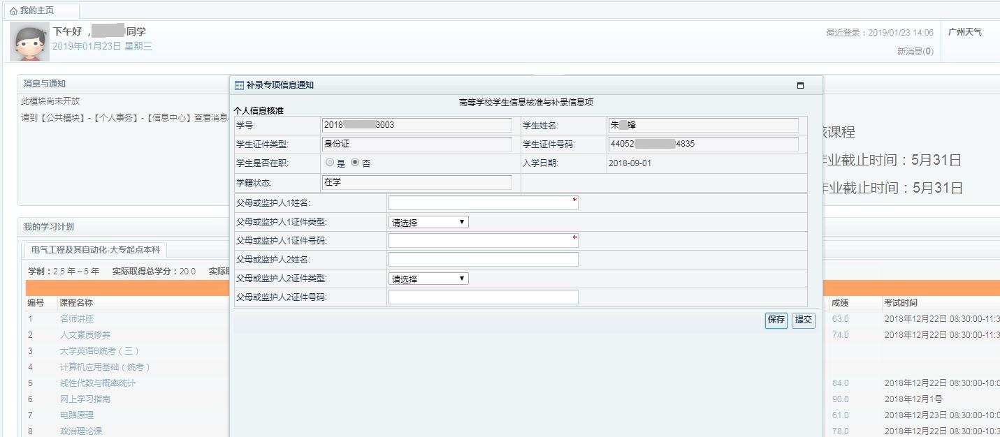 我的主页
下午好 , 同学
2019年01月23日 星期三
最近登录：2019/01/23 14:06
新消息(0)
广州天气
消息与通知
此模块尚未开放
请到【公共模块】-【个人事务】-【信息中心】查看消息
补录专项信息通知
高等学校学生信息核准与补录信息项
个人信息核准
学号: 2018 3003 学生姓名: 朱 锋
学生证件类型: 身份证 学生证件号码: 44052 4835
学生是否在职: 是 否 入学日期: 2018-09-01
学籍状态: 在学
父母或监护人1姓名: *
父母或监护人1证件类型: 请选择
父母或监护人1证件号码: *
父母或监护人2姓名:
父母或监护人2证件类型: 请选择
父母或监护人2证件号码:
保存 提交
课程
业截止时间：5月31日
业截止时间：5月31日
我的学习计划
电气工程及其自动化-大专起点本科
学制：2.5 年～5 年 实际取得总学分：20.0 实际
编号 课程名称 成绩 考试时间
1 名师讲座 63.0 2018年12月22日 08:30:00-11:3
2 人文素质修养 74.0 2018年12月22日 08:30:00-11:3
3 大学英语B统考（三）
4 计算机应用基础（统考）
5 线性代数与概率统计 84.0 2018年12月22日 08:30:00-10:0
6 网上学习指南 90.0 2018年12月1号
7 电路原理 61.0 2018年12月23日 08:30:00-10:0
8 政治理论课 78.0 2018年12月22日 08:30:00-10:0